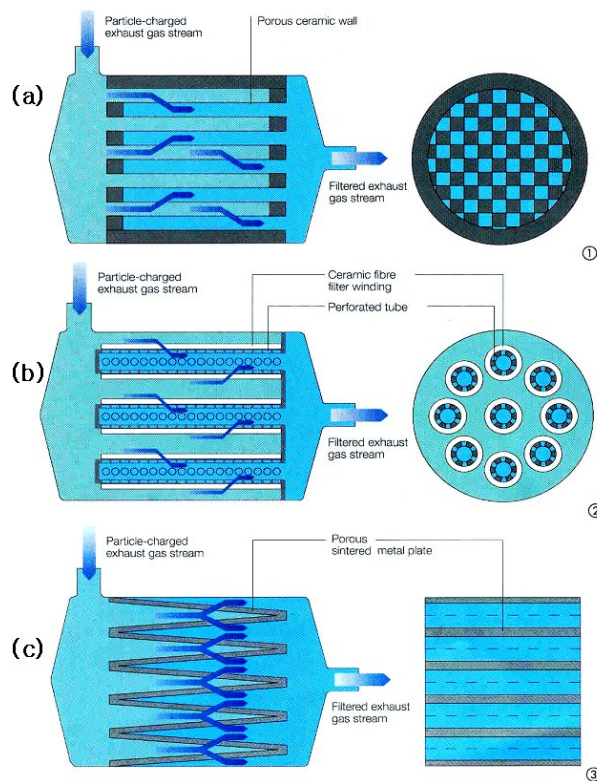 Particle-charged
exhaust gas stream
Porous ceramic wall
(a)
Filtered exhaust
gas stream
①
Particle-charged
exhaust gas stream
Ceramic fibre
filter winding
Perforated tube
(b)
Filtered exhaust
gas stream
②
Particle-charged
exhaust gas stream
Porous
sintered metal plate
(c)
Filtered exhaust
gas stream
③